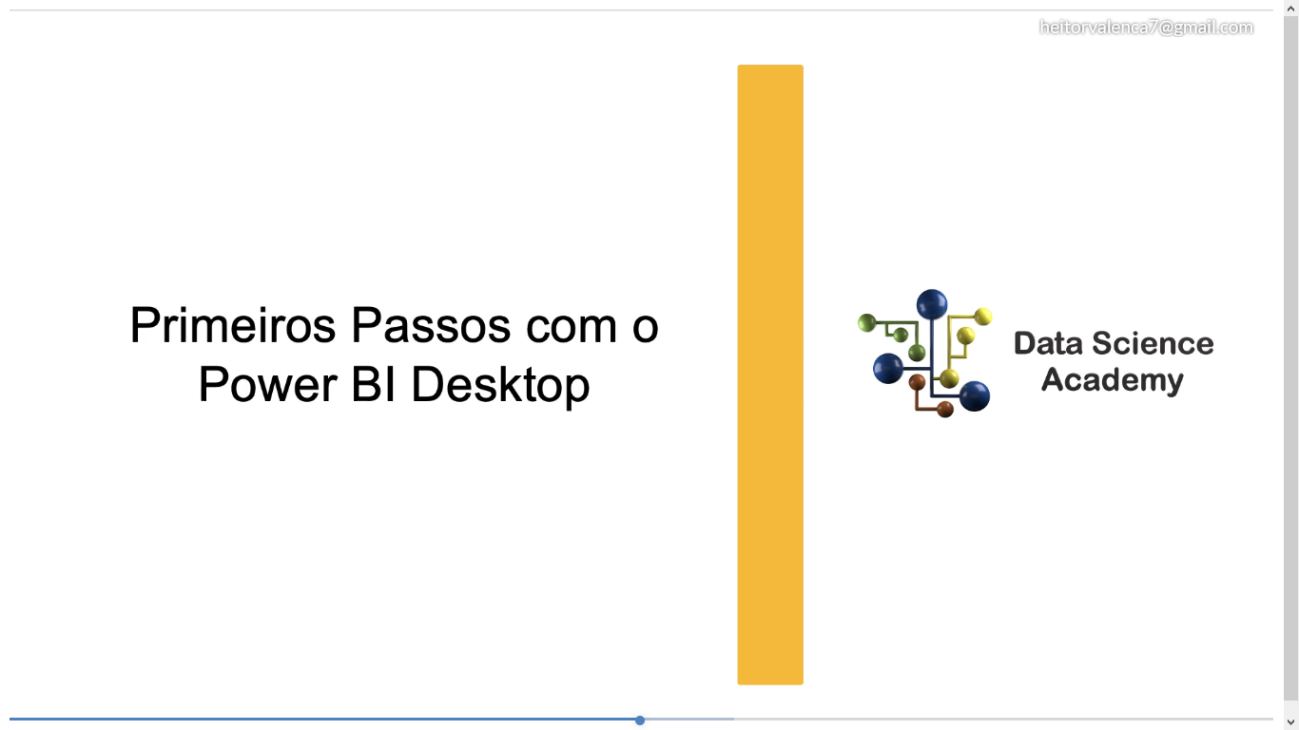 heitorvalenca7@gmail.com
Primeiros Passos com o
Power BI Desktop
Data Science
Academy